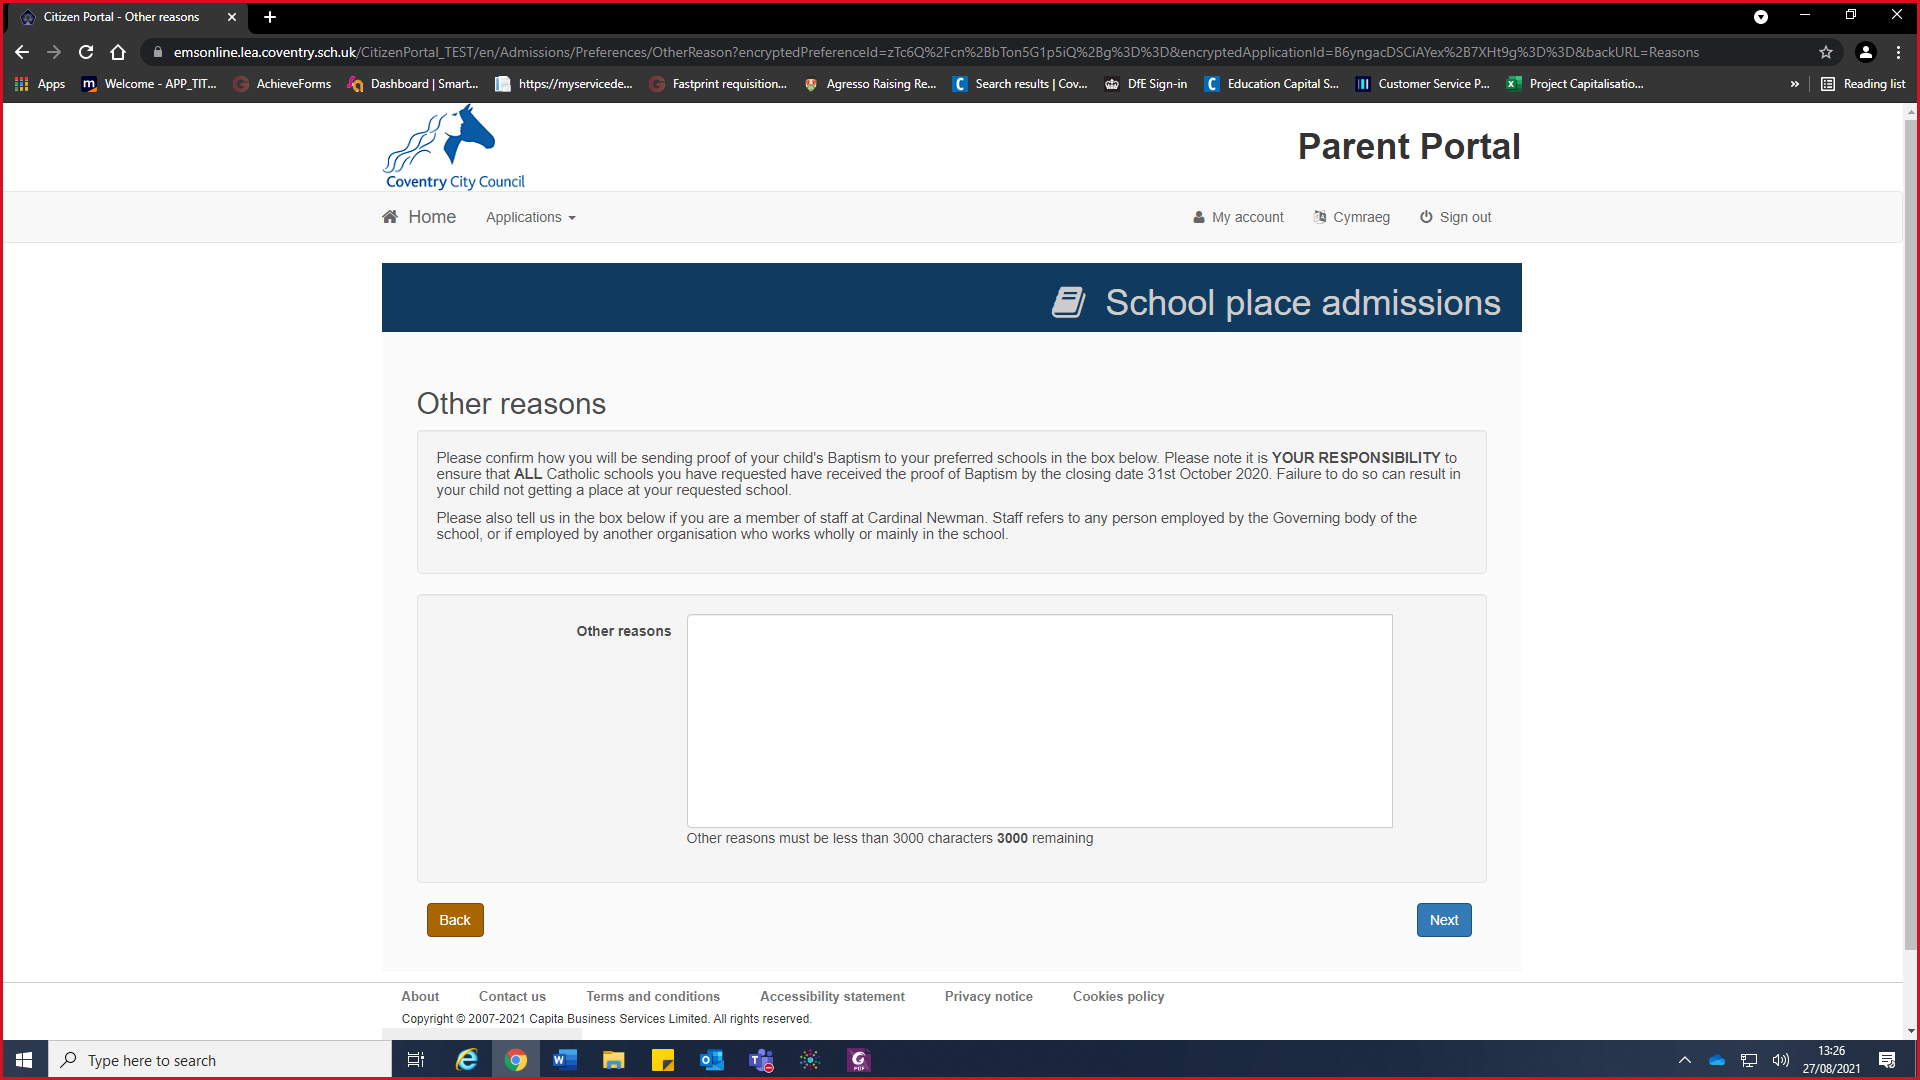 Citizen Portal - Other reasons
emsonline.lea.coventry.sch.uk/CitizenPortal_TEST/en/Admissions/Preferences/OtherReason?encryptedPreferenceId=zTc6Q%2Fcn%2BbTon5G1p5iQ%2Bg%3D%3D&encryptedApplicationId=B6yngacDSCiAYex%2B7XHt9g%3D%3D&backURL=Reasons
Apps Welcome - APP_TIT... AchieveForms Dashboard | Smart... https://myservicede... Fastprint requisition... Agresso Raising Re... Search results | Cov... DfE Sign-in Education Capital S... Customer Service P... Project Capitalisatio... » Reading list
Coventry City Council
Parent Portal
Home Applications My account Cymraeg Sign out
School place admissions
Other reasons
Please confirm how you will be sending proof of your child's Baptism to your preferred schools in the box below. Please note it is YOUR RESPONSIBILITY to
ensure that ALL Catholic schools you have requested have received the proof of Baptism by the closing date 31st October 2020. Failure to do so can result in
your child not getting a place at your requested school.
Please also tell us in the box below if you are a member of staff at Cardinal Newman. Staff refers to any person employed by the Governing body of the
school, or if employed by another organisation who works wholly or mainly in the school.
Other reasons
Other reasons must be less than 3000 characters 3000 remaining
Back Next
About Contact us Terms and conditions Accessibility statement Privacy notice Cookies policy
Copyright © 2007-2021 Capita Business Services Limited. All rights reserved.
Type here to search
13:26
27/08/2021